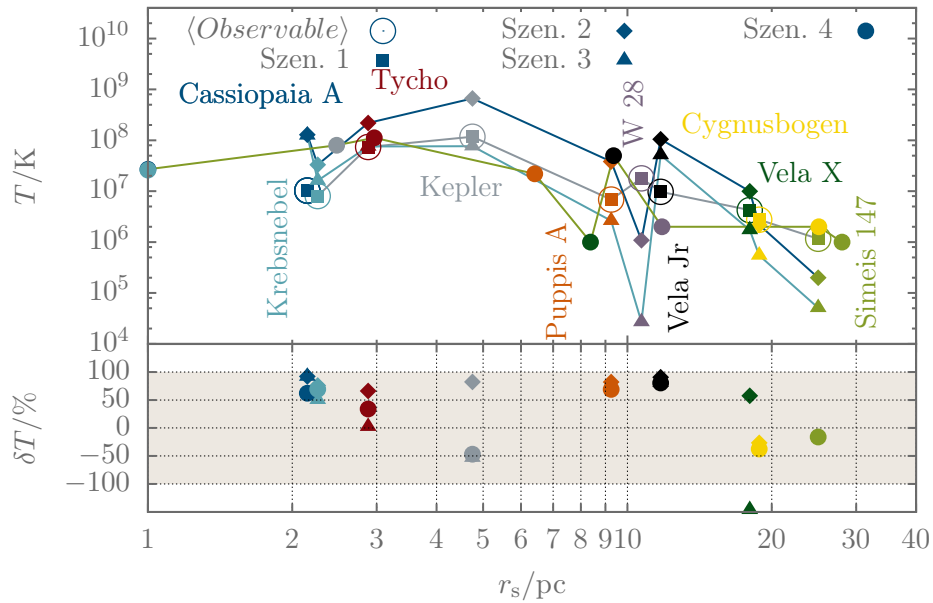 ⟨Observable⟩
Szen. 1
Szen. 2
Szen. 3
Szen. 4
Cassiopaia A
Tycho
W 28
Cygnusbogen
Kepler
Vela X
Krebsnebel
Puppis A
Vela Jr
Simeis 147
T/K
10^10
10^9
10^8
10^7
10^6
10^5
10^4
δT/%
100
50
0
−50
−100
1 2 3 4 5 6 7 8 9 10 20 30 40
r_s/pc